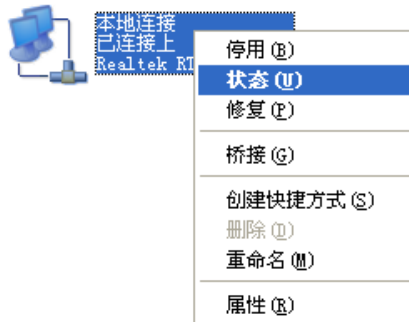 本地连接
已连接上
Realtek RT
停用(B)
状态(U)
修复(P)
桥接(G)
创建快捷方式(S)
删除(D)
重命名(M)
属性(R)